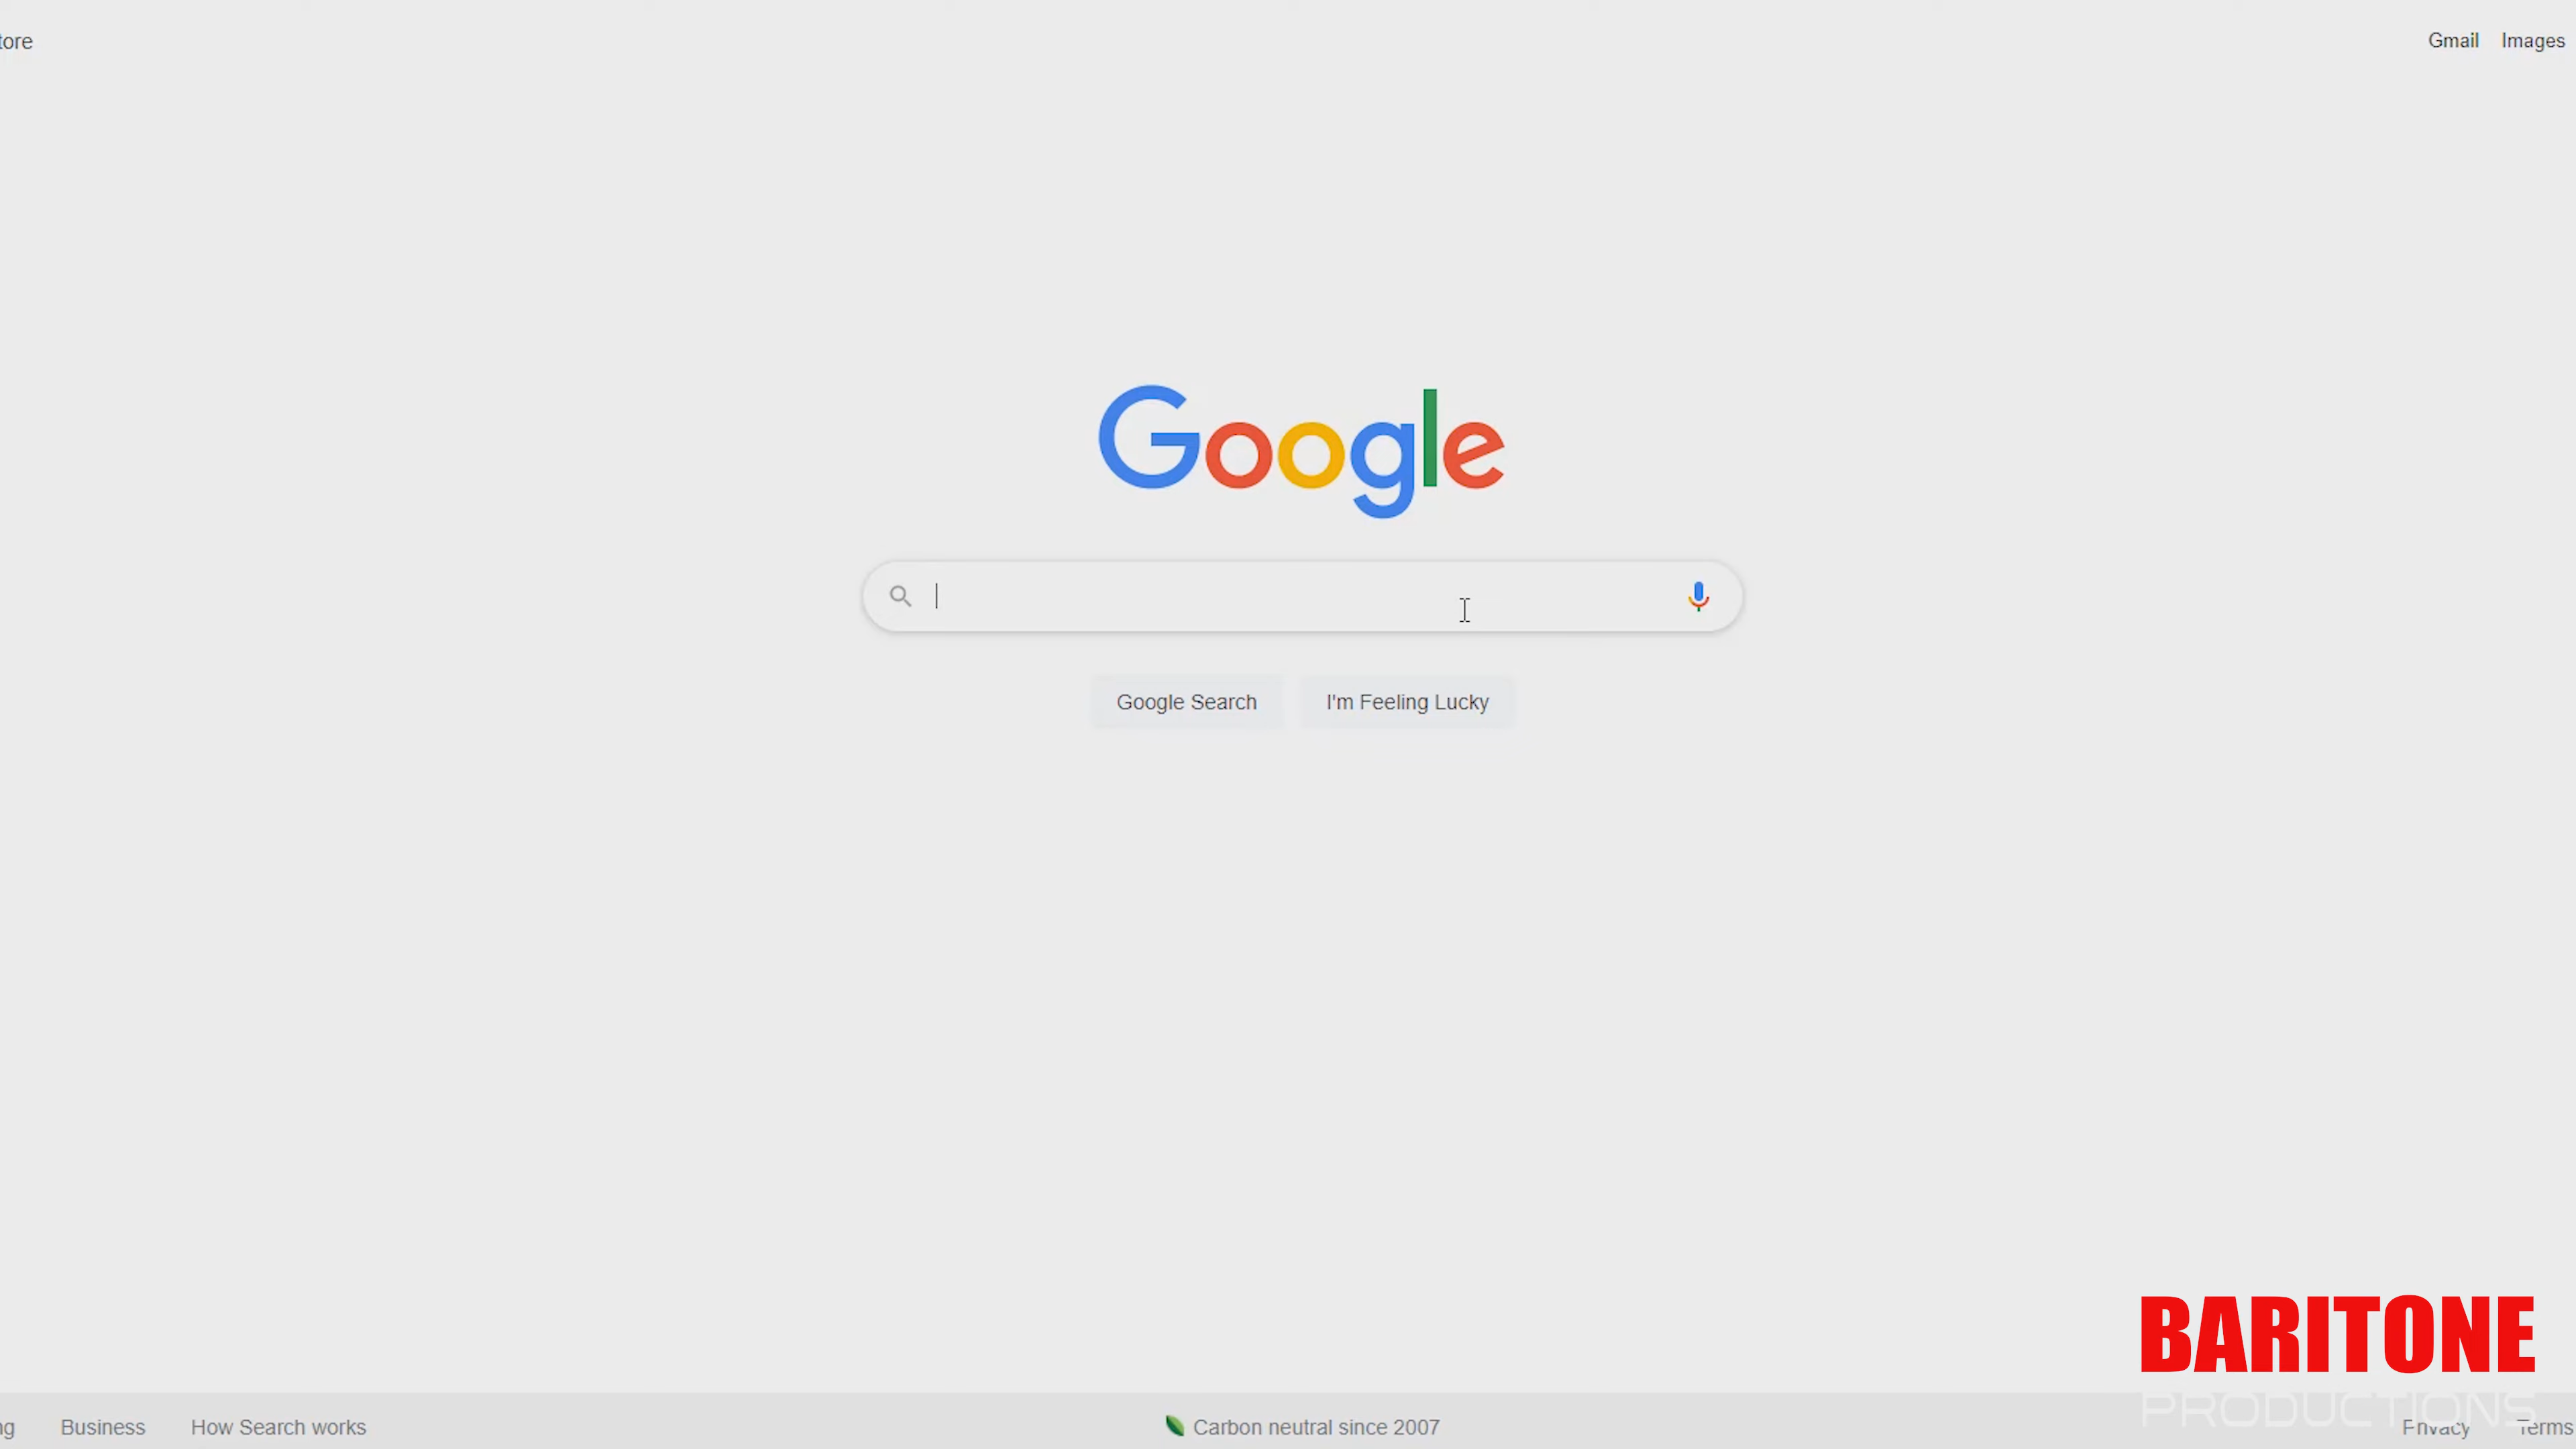 tore
Gmail Images
Google
Google Search I'm Feeling Lucky
BARITONE
PRODUCTIONS
ng Business How Search works Carbon neutral since 2007 Privacy Terms